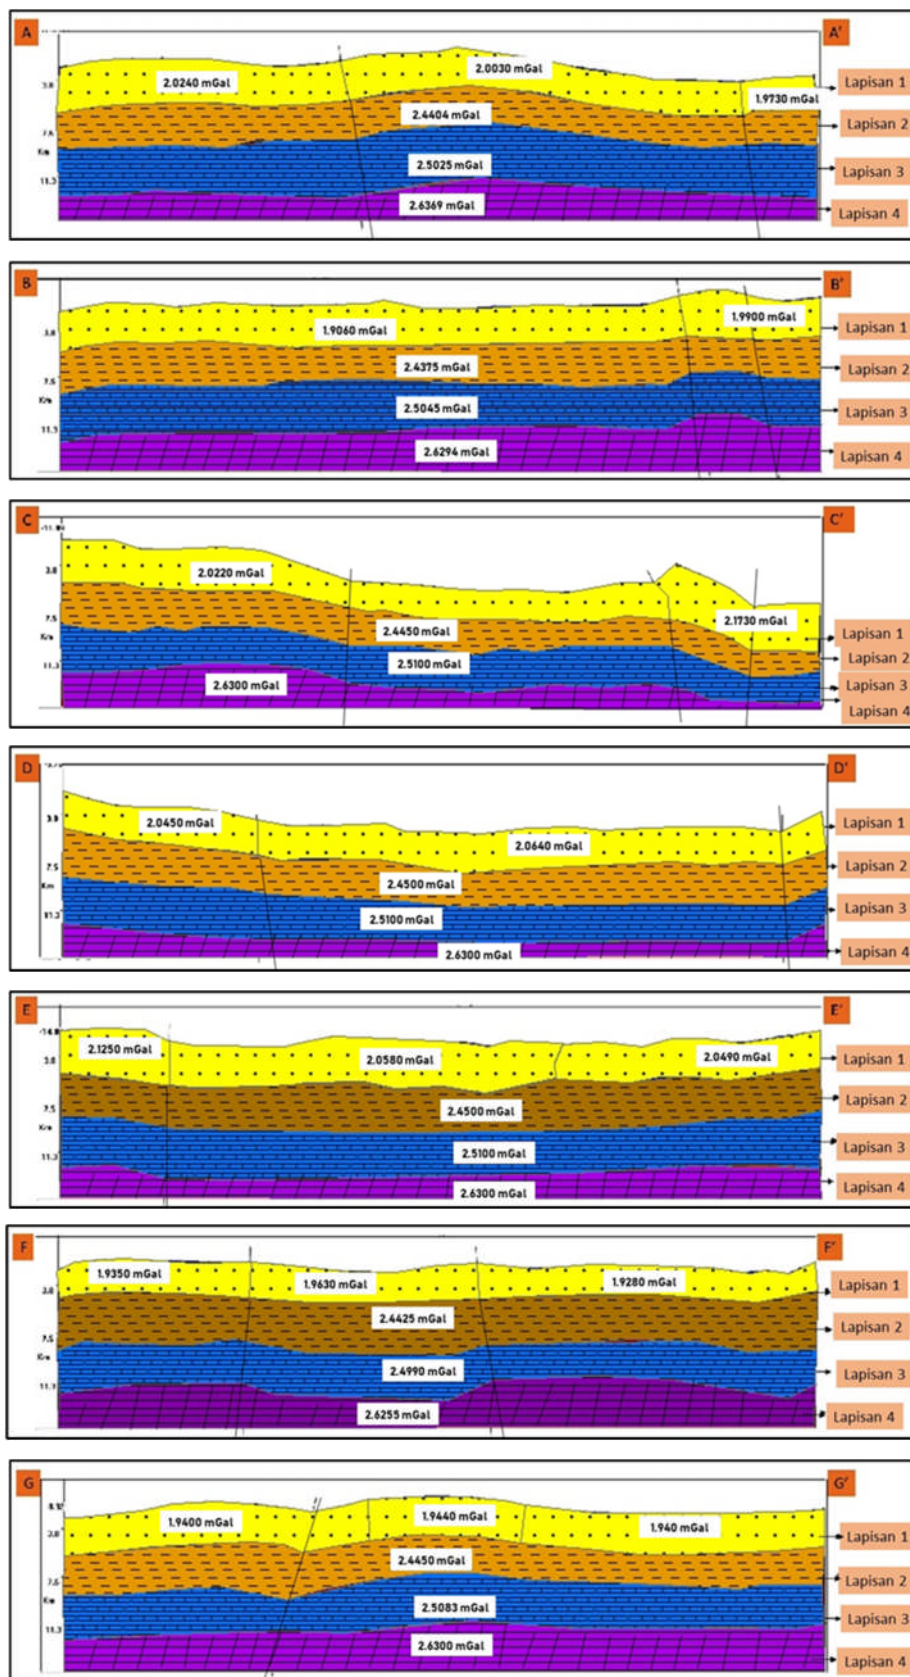 A
A'
2.0240 mGal
2.0030 mGal
1.9730 mGal
Lapisan 1
3.8
2.4404 mGal
Lapisan 2
7.5
Km
2.5025 mGal
Lapisan 3
11.3
2.6369 mGal
Lapisan 4
B
B'
1.9060 mGal
1.9900 mGal
Lapisan 1
3.8
2.4375 mGal
Lapisan 2
7.5
Km
2.5045 mGal
Lapisan 3
11.3
2.6294 mGal
Lapisan 4
C
C'
3.8
2.0220 mGal
2.1730 mGal
7.5
2.4450 mGal
Lapisan 1
Km
Lapisan 2
11.3
2.5100 mGal
Lapisan 3
2.6300 mGal
Lapisan 4
D
D'
3.8
2.0450 mGal
2.0640 mGal
Lapisan 1
7.5
2.4500 mGal
Lapisan 2
Km
11.3
2.5100 mGal
Lapisan 3
2.6300 mGal
Lapisan 4
E
E'
2.1250 mGal
2.0580 mGal
2.0490 mGal
Lapisan 1
3.8
2.4500 mGal
Lapisan 2
7.5
Km
2.5100 mGal
Lapisan 3
11.3
2.6300 mGal
Lapisan 4
F
F'
1.9350 mGal
1.9630 mGal
1.9280 mGal
Lapisan 1
3.8
2.4425 mGal
Lapisan 2
7.5
Km
2.4990 mGal
Lapisan 3
11.3
2.6255 mGal
Lapisan 4
G
G'
1.9400 mGal
1.9440 mGal
1.940 mGal
Lapisan 1
3.8
2.4450 mGal
Lapisan 2
7.5
Km
2.5083 mGal
Lapisan 3
11.3
2.6300 mGal
Lapisan 4